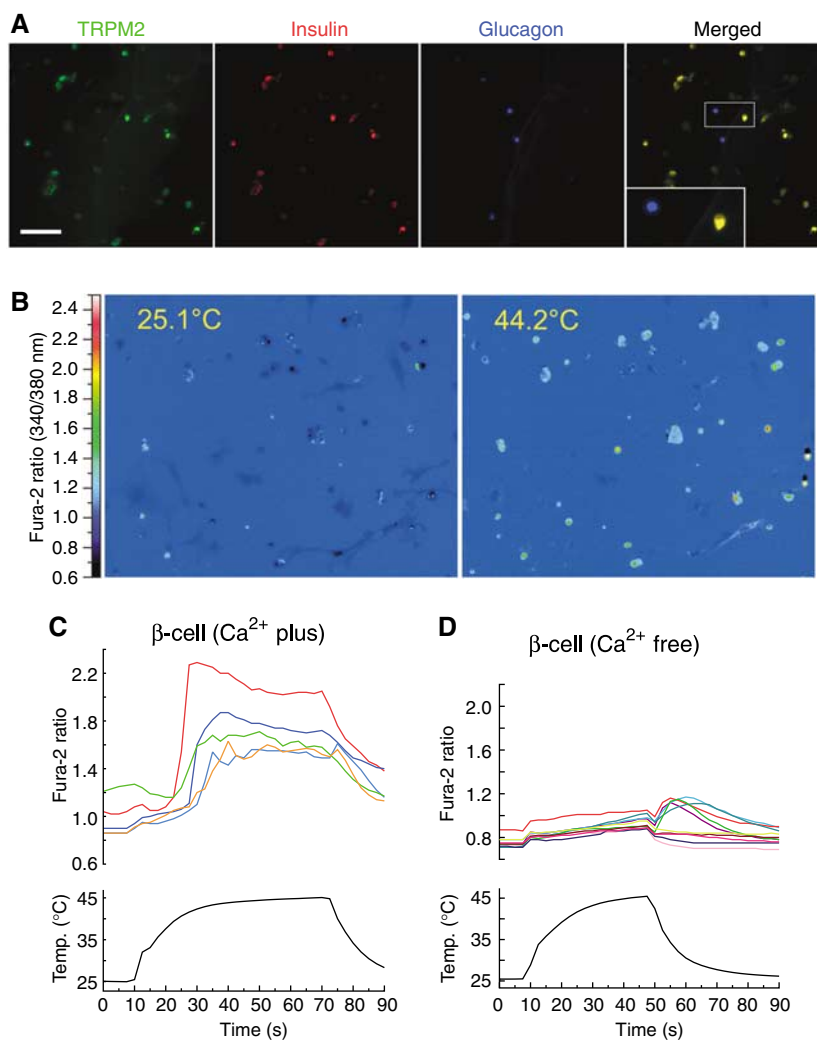 A
TRPM2 Insulin Glucagon Merged
B
Fura-2 ratio (340/380 nm)
2.4
2.2
2.0
1.8
1.6
1.4
1.2
1.0
0.8
0.6
25.1°C 44.2°C
C
β-cell (Ca²⁺ plus)
Fura-2 ratio
2.2
1.8
1.4
1.0
0.6
Temp. (°C)
45
35
25
0 10 20 30 40 50 60 70 80 90
Time (s)
D
β-cell (Ca²⁺ free)
Fura-2 ratio
2.0
1.6
1.2
0.8
Temp. (°C)
45
35
25
0 10 20 30 40 50 60 70 80 90
Time (s)